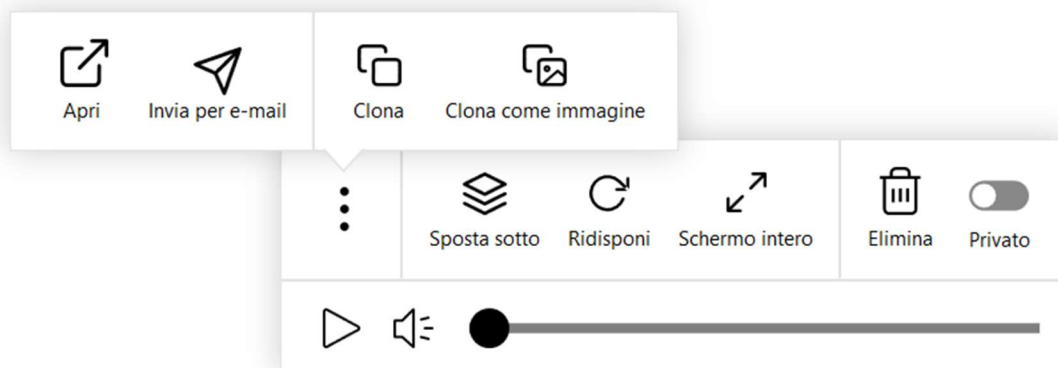 Apri
Invia per e-mail
Clona
Clona come immagine
Sposta sotto
Ridisponi
Schermo intero
Elimina
Privato